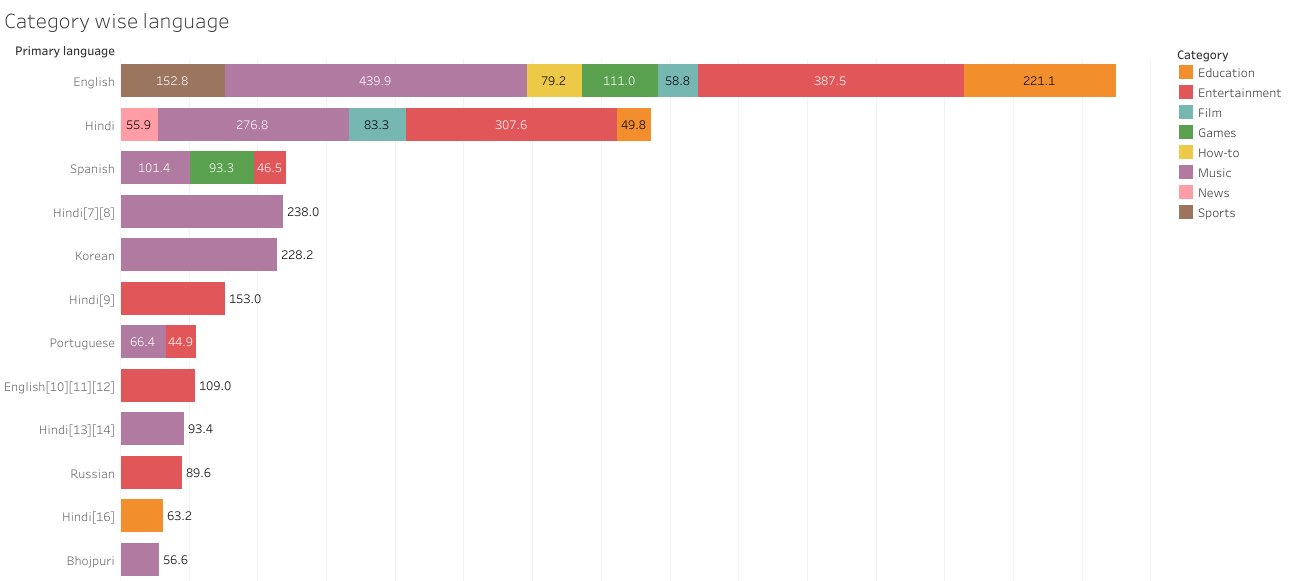 Category wise language
Primary language
English 152.8 439.9 79.2 111.0 58.8 387.5 221.1
Hindi 55.9 276.8 83.3 307.6 49.8
Spanish 101.4 93.3 46.5
Hindi[7][8] 238.0
Korean 228.2
Hindi[9] 153.0
Portuguese 66.4 44.9
English[10][11][12] 109.0
Hindi[13][14] 93.4
Russian 89.6
Hindi[16] 63.2
Bhojpuri 56.6
Category
Education
Entertainment
Film
Games
How-to
Music
News
Sports